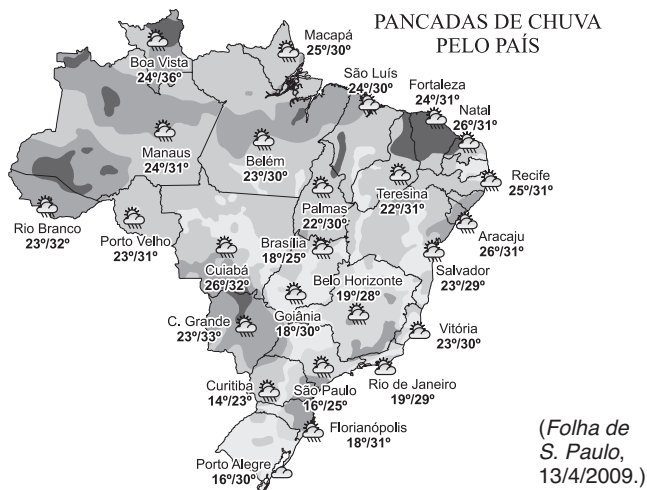 PANCADAS DE CHUVA
PELO PAÍS
Macapá
25º/30º
Boa Vista
24º/36º
São Luís
24º/30º
Fortaleza
24º/31º
Natal
26º/31º
Manaus
24º/31º
Belém
23º/30º
Teresina
22º/31º
Recife
25º/31º
Palmas
22º/30º
Rio Branco
23º/32º
Porto Velho
23º/31º
Aracaju
26º/31º
Brasília
18º/25º
Cuiabá
26º/32º
Salvador
23º/29º
Belo Horizonte
19º/28º
C. Grande
23º/33º
Goiânia
18º/30º
Vitória
23º/30º
Curitiba
14º/23º
São Paulo
16º/25º
Rio de Janeiro
19º/29º
Florianópolis
18º/31º
Porto Alegre
16º/30º
(Folha de
S. Paulo,
13/4/2009.)